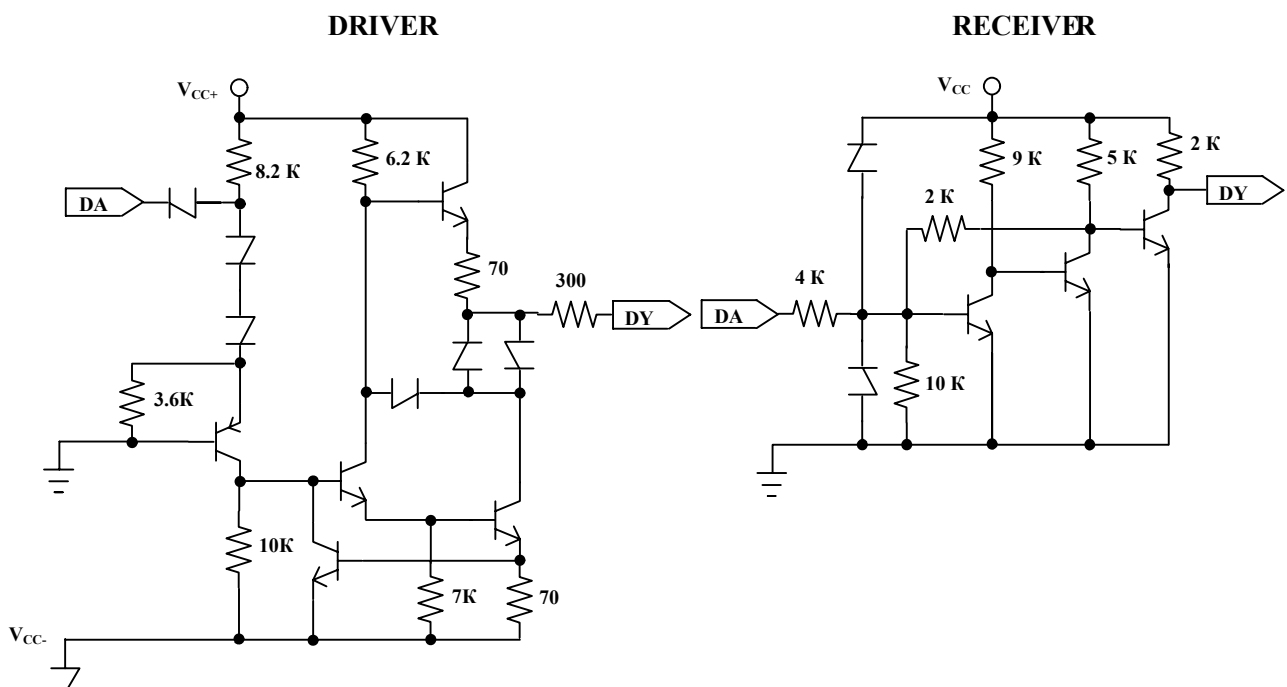 DRIVER
RECEIVER
VCC+
VCC
8.2 K
6.2 K
9 K
5 K
2 K
DA
DY
2 K
70
4 K
300
DY
DA
3.6K
10 K
10K
7K
70
VCC-